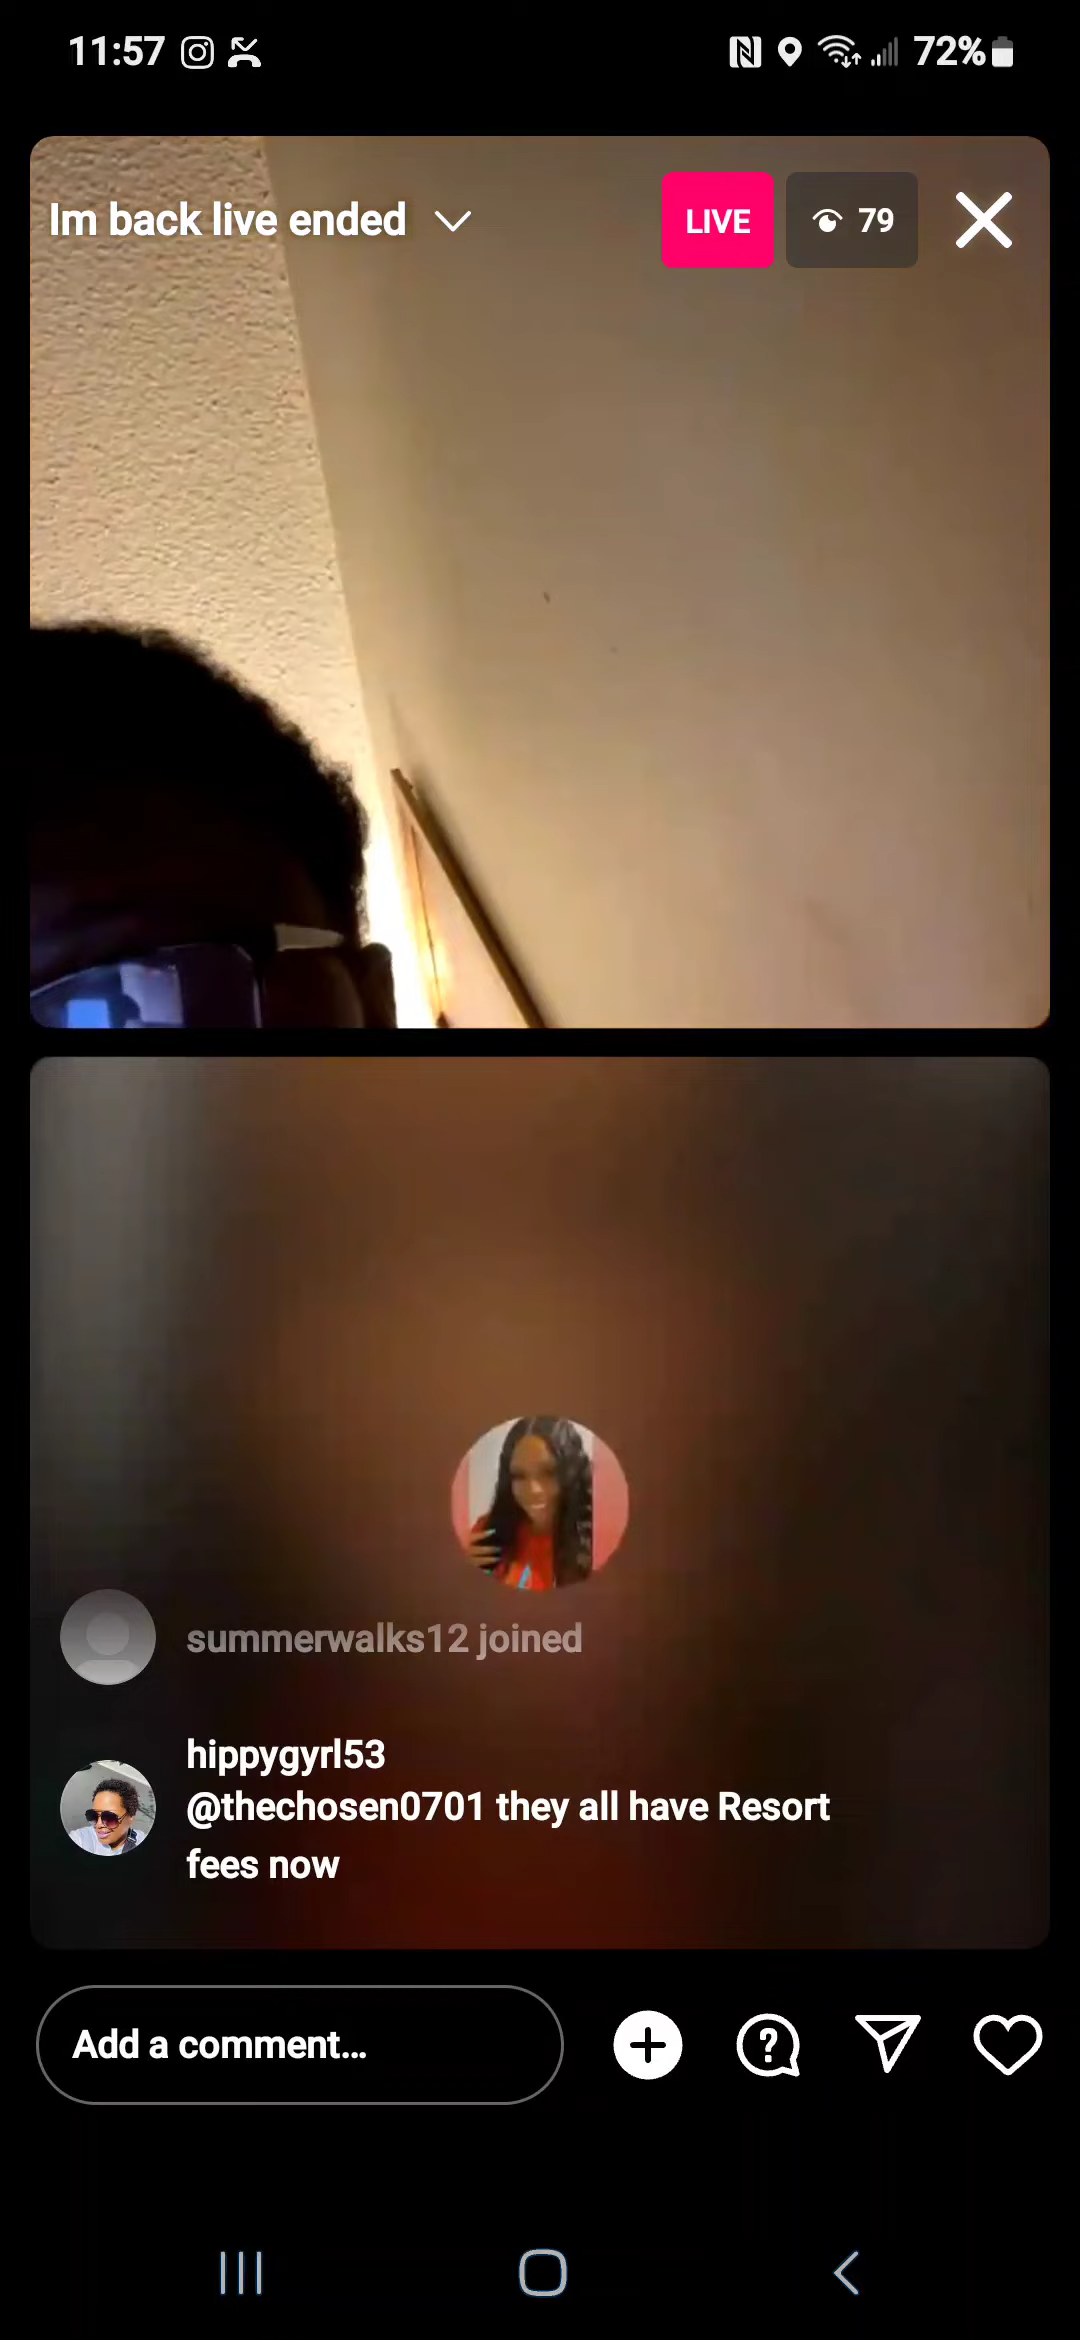 11:57
72%
Im back live ended
LIVE
79
summerwalks12 joined
hippygyrl53
@thechosen0701 they all have Resort
fees now
Add a comment...